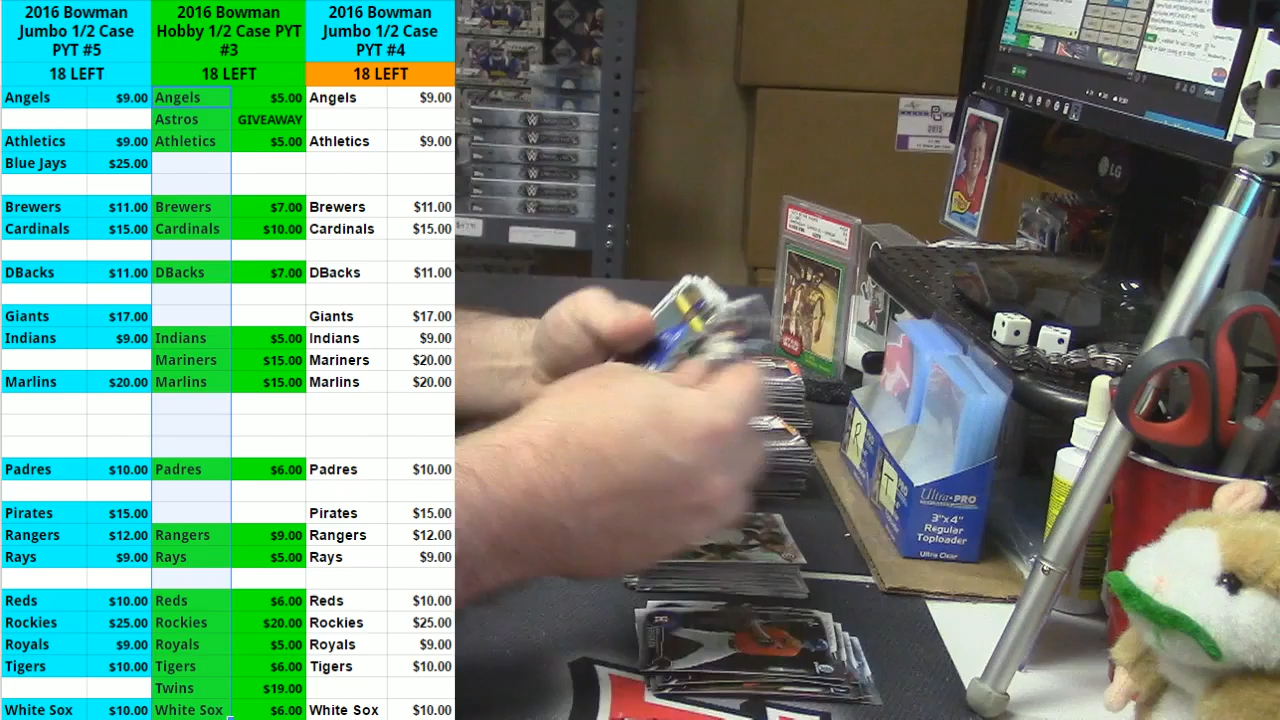 2016 Bowman Jumbo 1/2 Case PYT #5
2016 Bowman Hobby 1/2 Case PYT #3
2016 Bowman Jumbo 1/2 Case PYT #4
18 LEFT 18 LEFT 18 LEFT
Angels $9.00 Angels $5.00 Angels $9.00
Astros GIVEAWAY
Athletics $9.00 Athletics $5.00 Athletics $9.00
Blue Jays $25.00
Brewers $11.00 Brewers $7.00 Brewers $11.00
Cardinals $15.00 Cardinals $10.00 Cardinals $15.00
DBacks $11.00 DBacks $7.00 DBacks $11.00
Giants $17.00 Giants $17.00
Indians $9.00 Indians $5.00 Indians $9.00
Mariners $15.00 Mariners $20.00
Marlins $20.00 Marlins $15.00 Marlins $20.00
Padres $10.00 Padres $6.00 Padres $10.00
Pirates $15.00 Pirates $15.00
Rangers $12.00 Rangers $9.00 Rangers $12.00
Rays $9.00 Rays $5.00 Rays $9.00
Reds $10.00 Reds $6.00 Reds $10.00
Rockies $25.00 Rockies $20.00 Rockies $25.00
Royals $9.00 Royals $5.00 Royals $9.00
Tigers $10.00 Tigers $6.00 Tigers $10.00
Twins $19.00
White Sox $10.00 White Sox $6.00 White Sox $10.00
LG
R
T
Ultra·PRO
3"x4"
Regular
Toploader
Ultra Clear